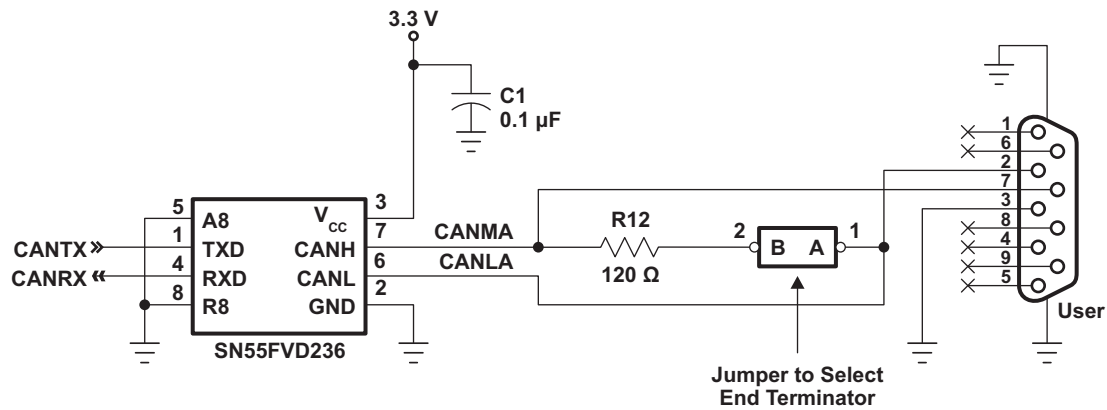 3.3 V
C1
0.1 µF
1
6
2
7
3
8
4
9
5
User
5
1
4
8
A8
TXD
RXD
R8
VCC
CANH
CANL
GND
3
7
6
2
CANTX
CANRX
SN55FVD236
CANMA
CANLA
R12
120 Ω
2
B A
1
Jumper to Select
End Terminator